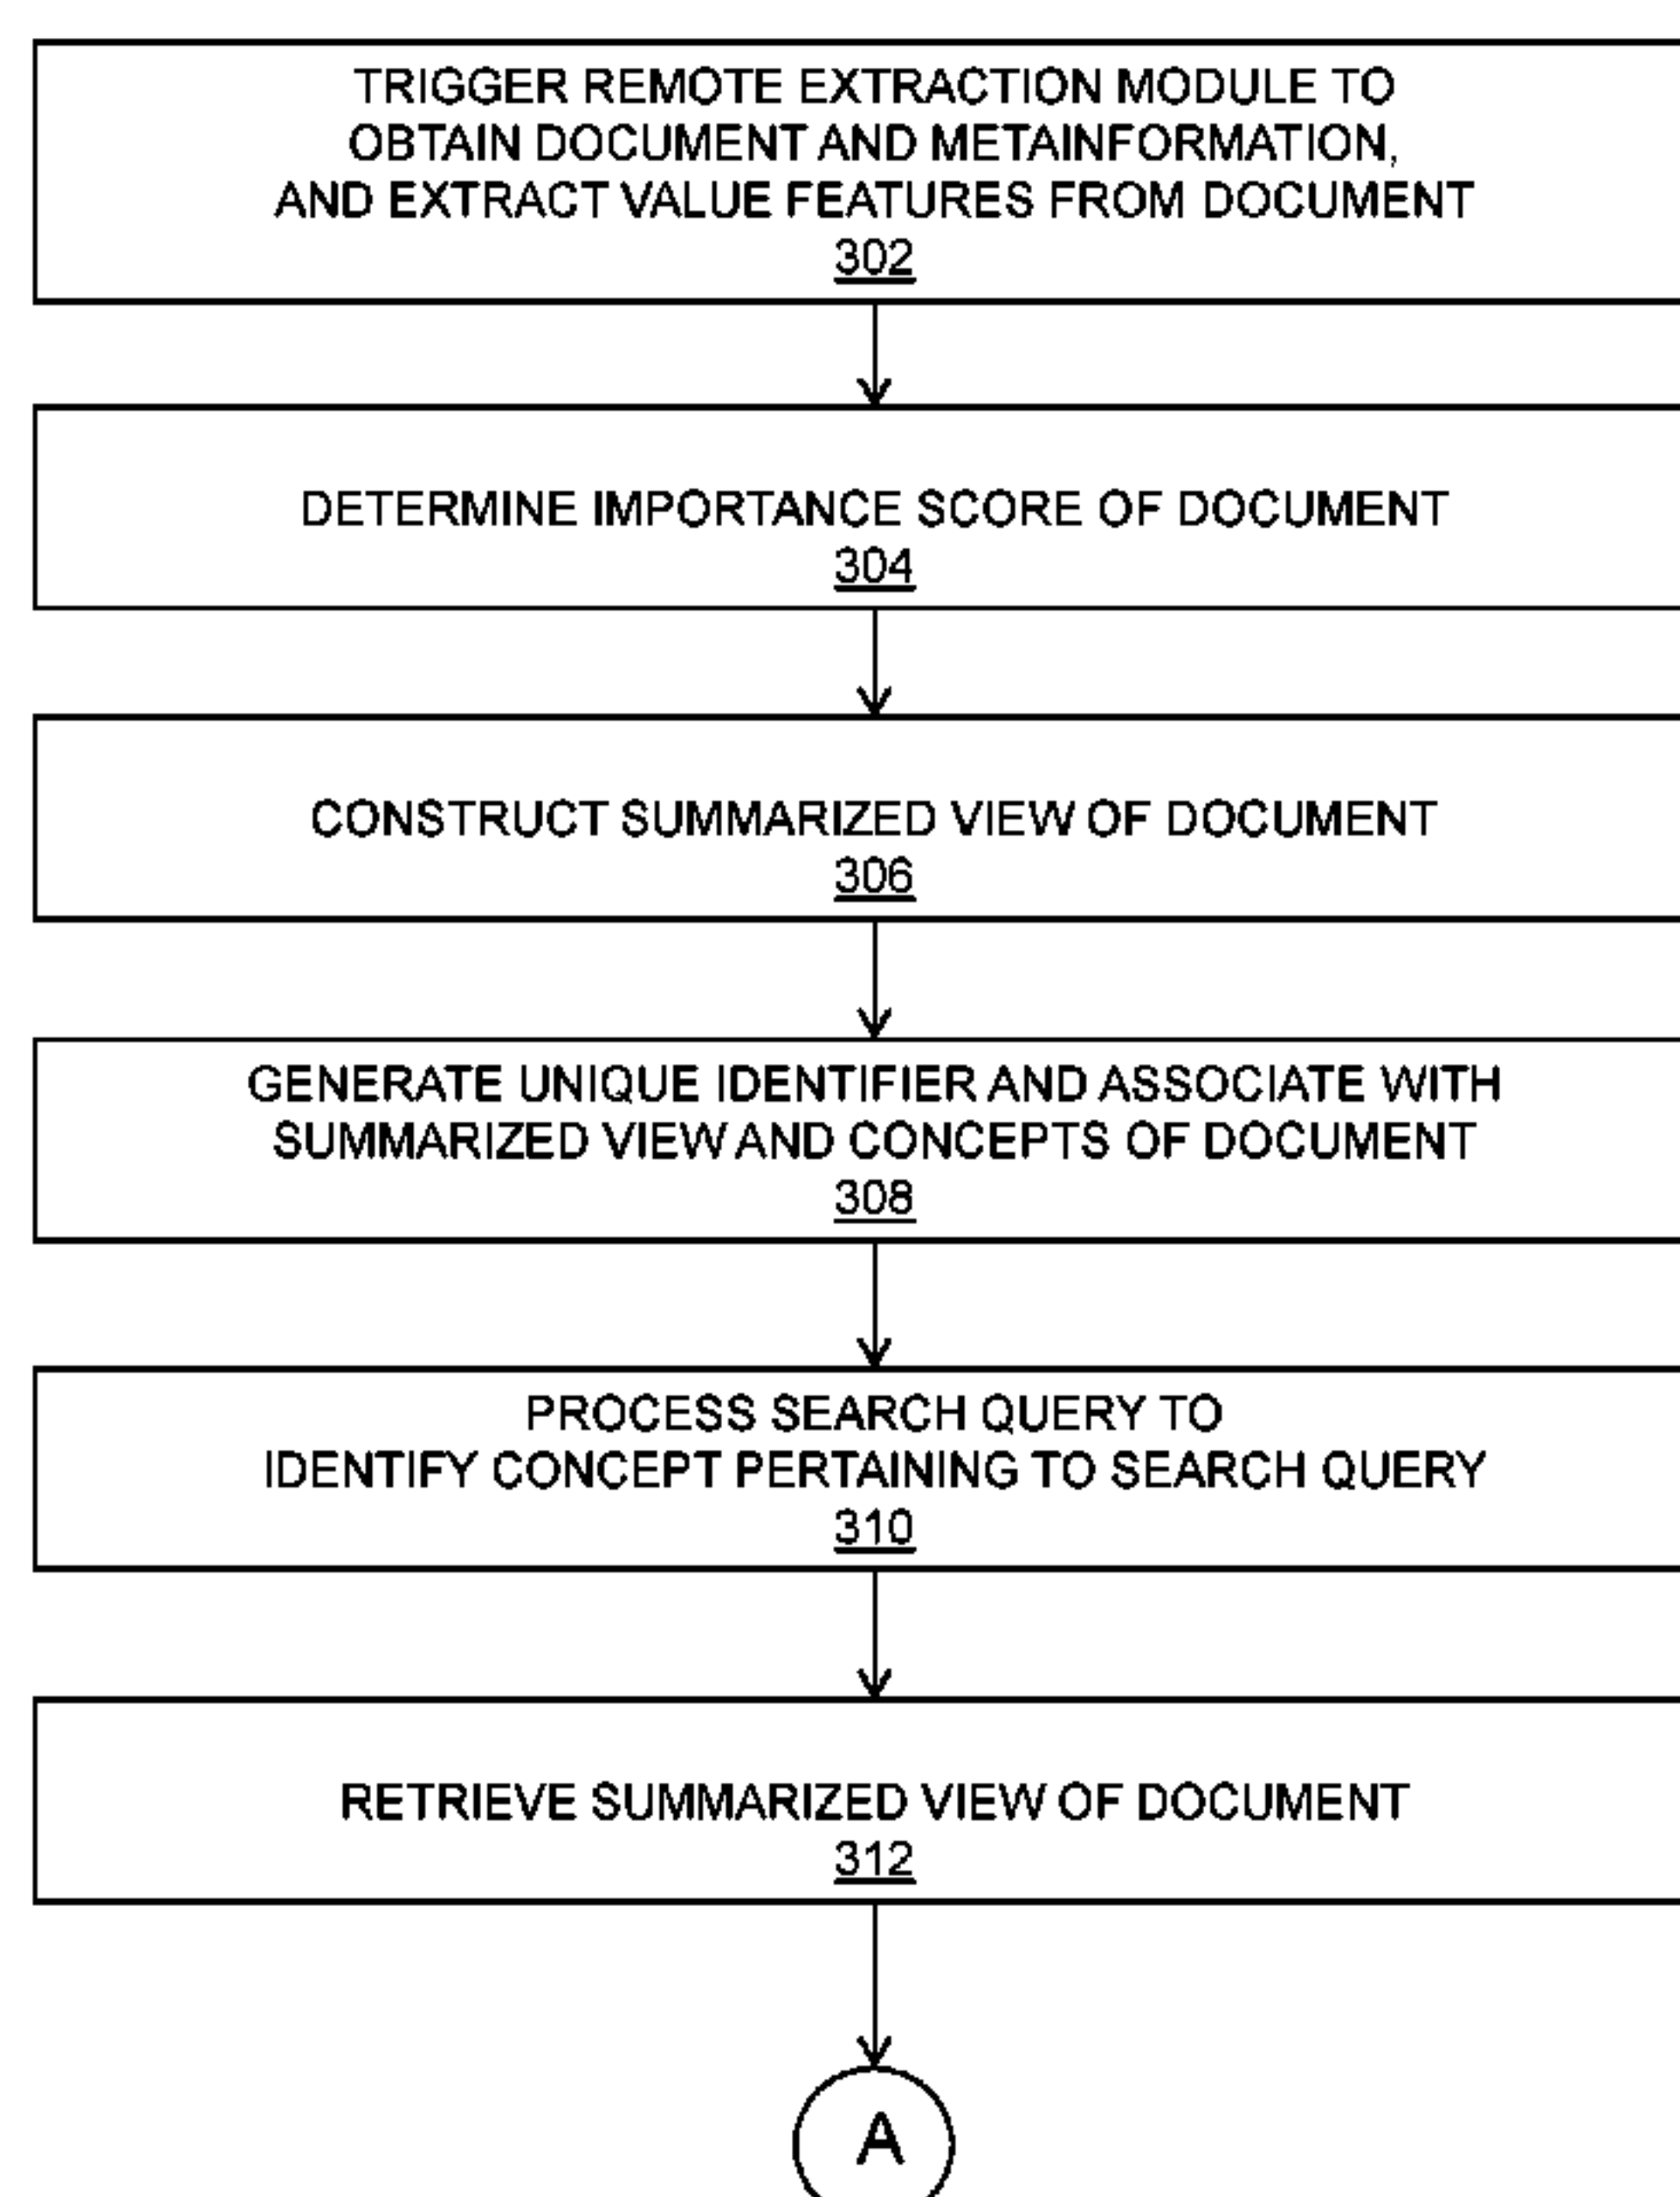 TRIGGER REMOTE EXTRACTION MODULE TO
OBTAIN DOCUMENT AND METAINFORMATION,
AND EXTRACT VALUE FEATURES FROM DOCUMENT
302
DETERMINE IMPORTANCE SCORE OF DOCUMENT
304
CONSTRUCT SUMMARIZED VIEW OF DOCUMENT
306
GENERATE UNIQUE IDENTIFIER AND ASSOCIATE WITH
SUMMARIZED VIEW AND CONCEPTS OF DOCUMENT
308
PROCESS SEARCH QUERY TO
IDENTIFY CONCEPT PERTAINING TO SEARCH QUERY
310
RETRIEVE SUMMARIZED VIEW OF DOCUMENT
312
A